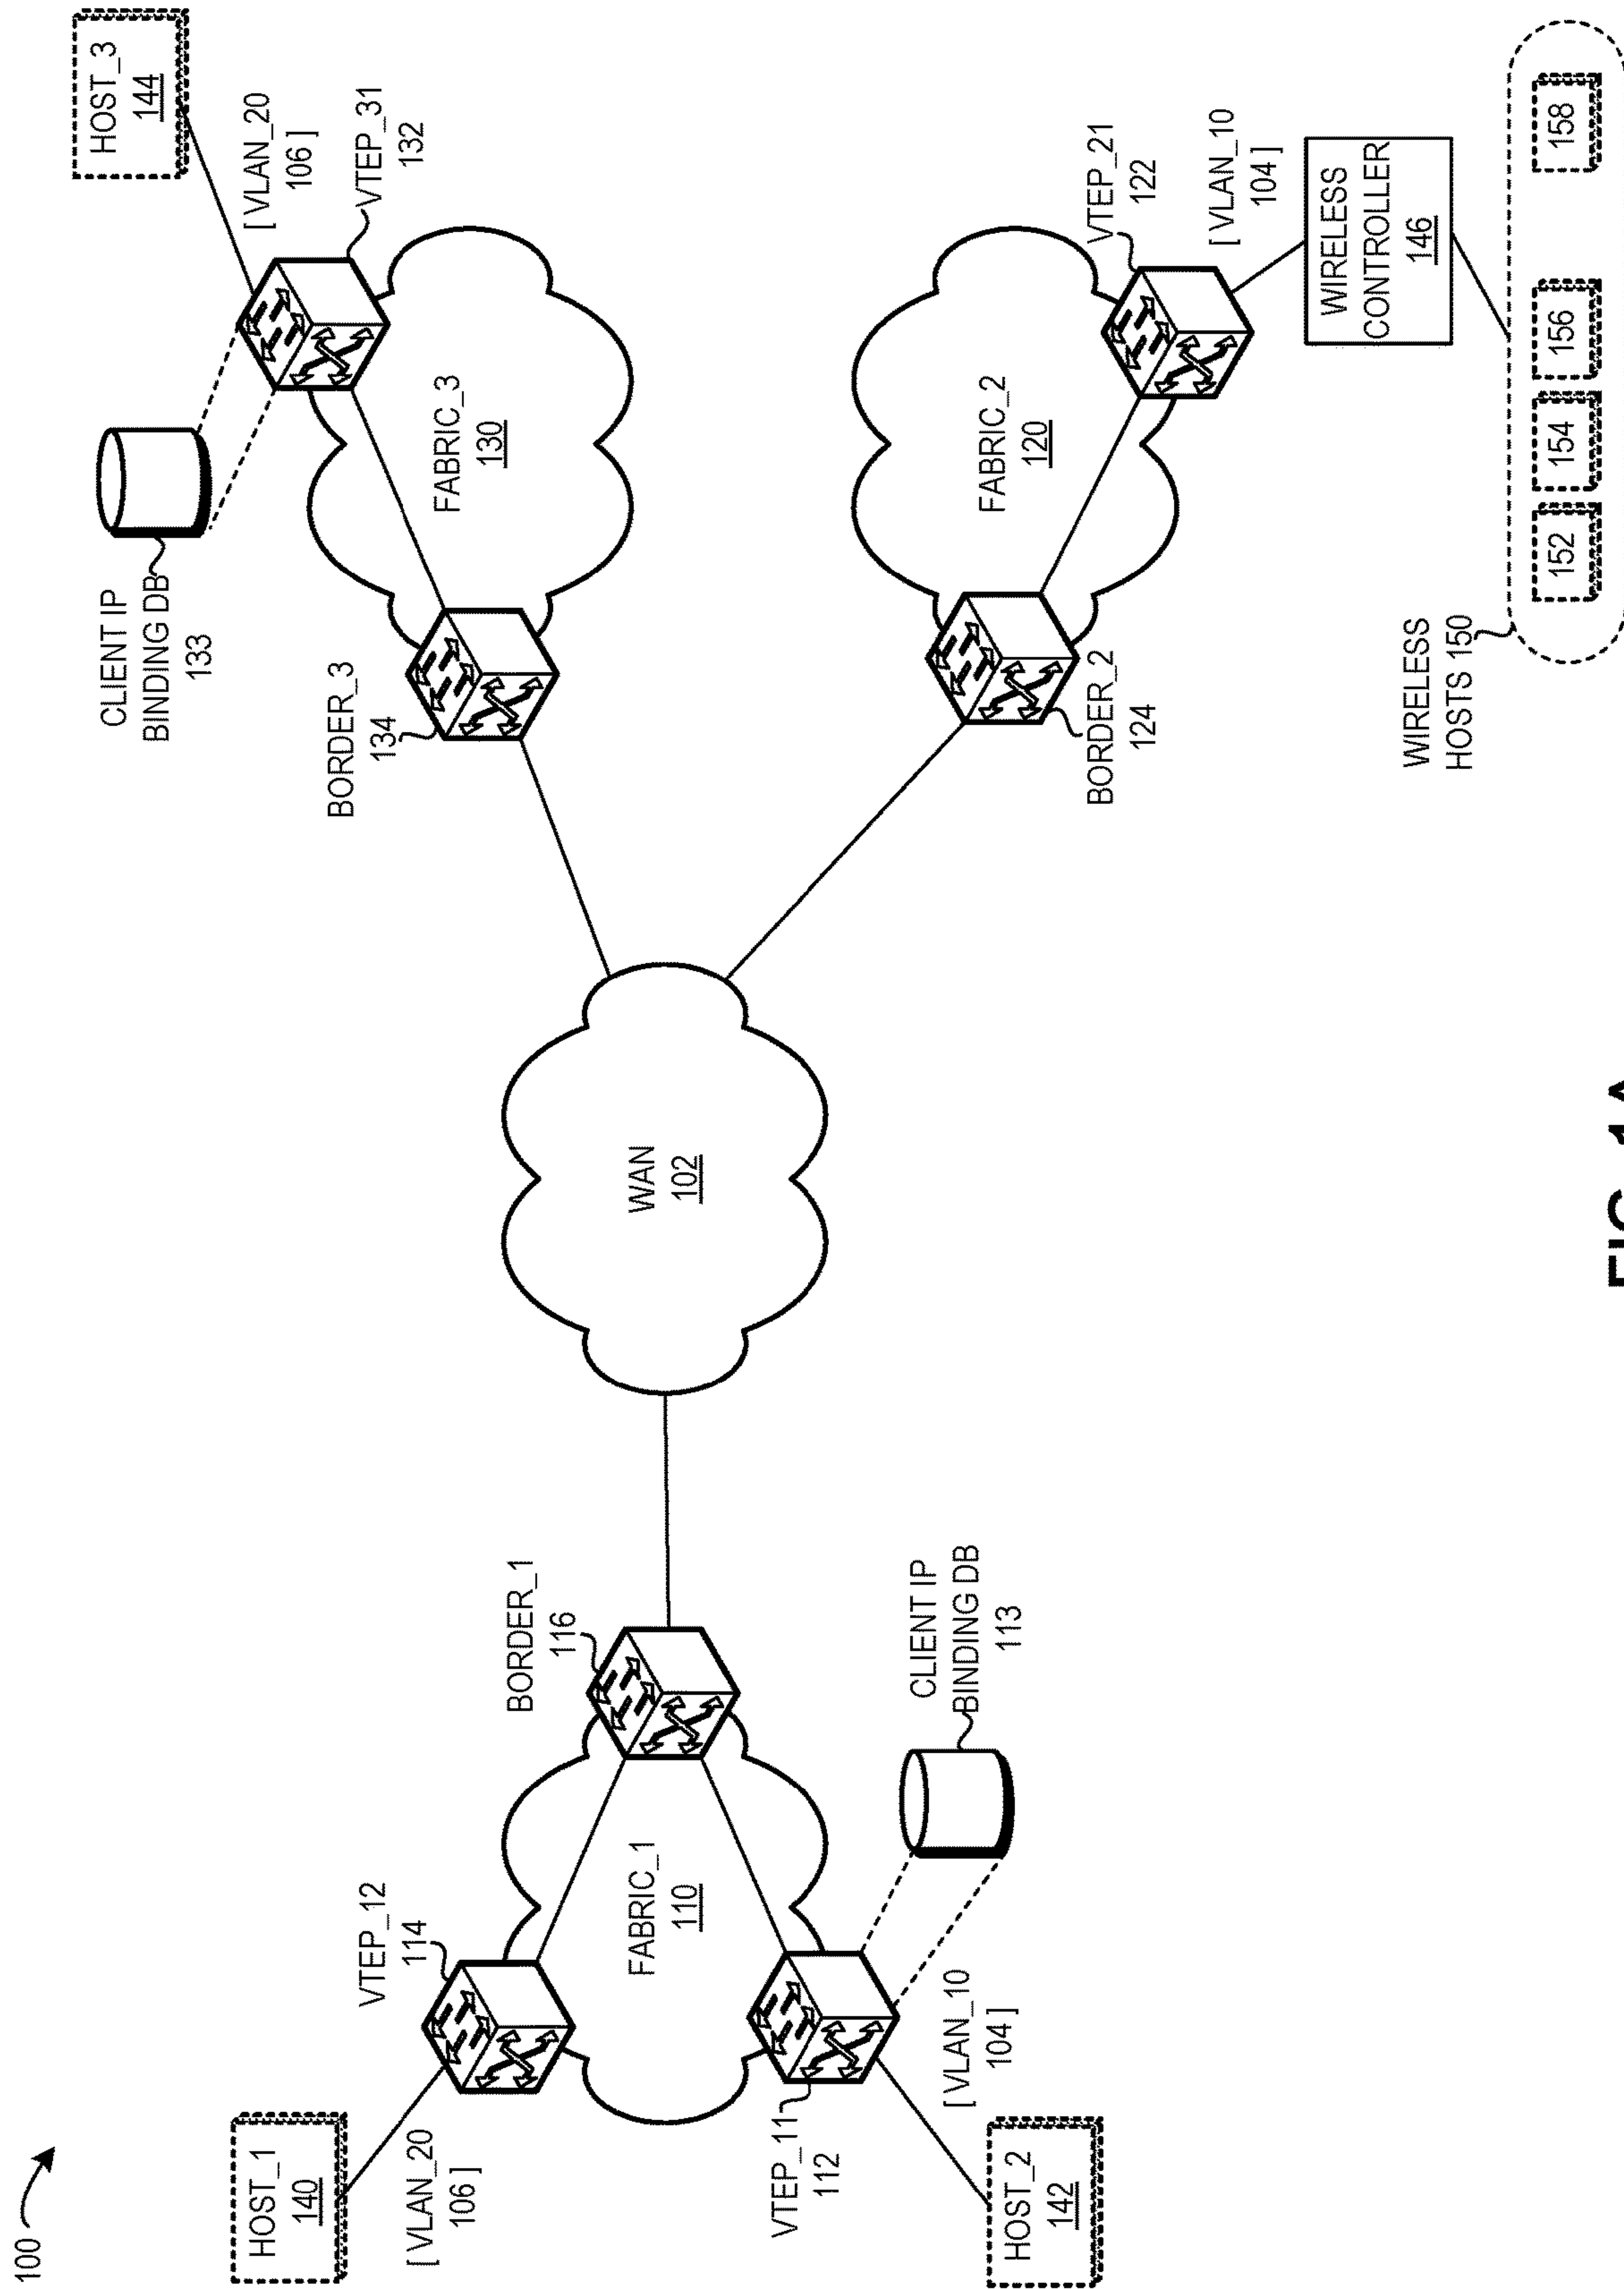 100
HOST_1
140
[ VLAN_20
106 ]
VTEP_12
114
FABRIC_1
110
VTEP_11
112
[ VLAN_10
104 ]
HOST_2
142
CLIENT IP
BINDING DB
113
BORDER_1
116
WAN
102
BORDER_3
134
CLIENT IP
BINDING DB
133
FABRIC_3
130
HOST_3
144
[ VLAN_20
106 ]
VTEP_31
132
BORDER_2
124
FABRIC_2
120
VTEP_21
122
[ VLAN_10
104 ]
WIRELESS
CONTROLLER
146
WIRELESS
HOSTS 150
152
154
156
158
FIG. 1A